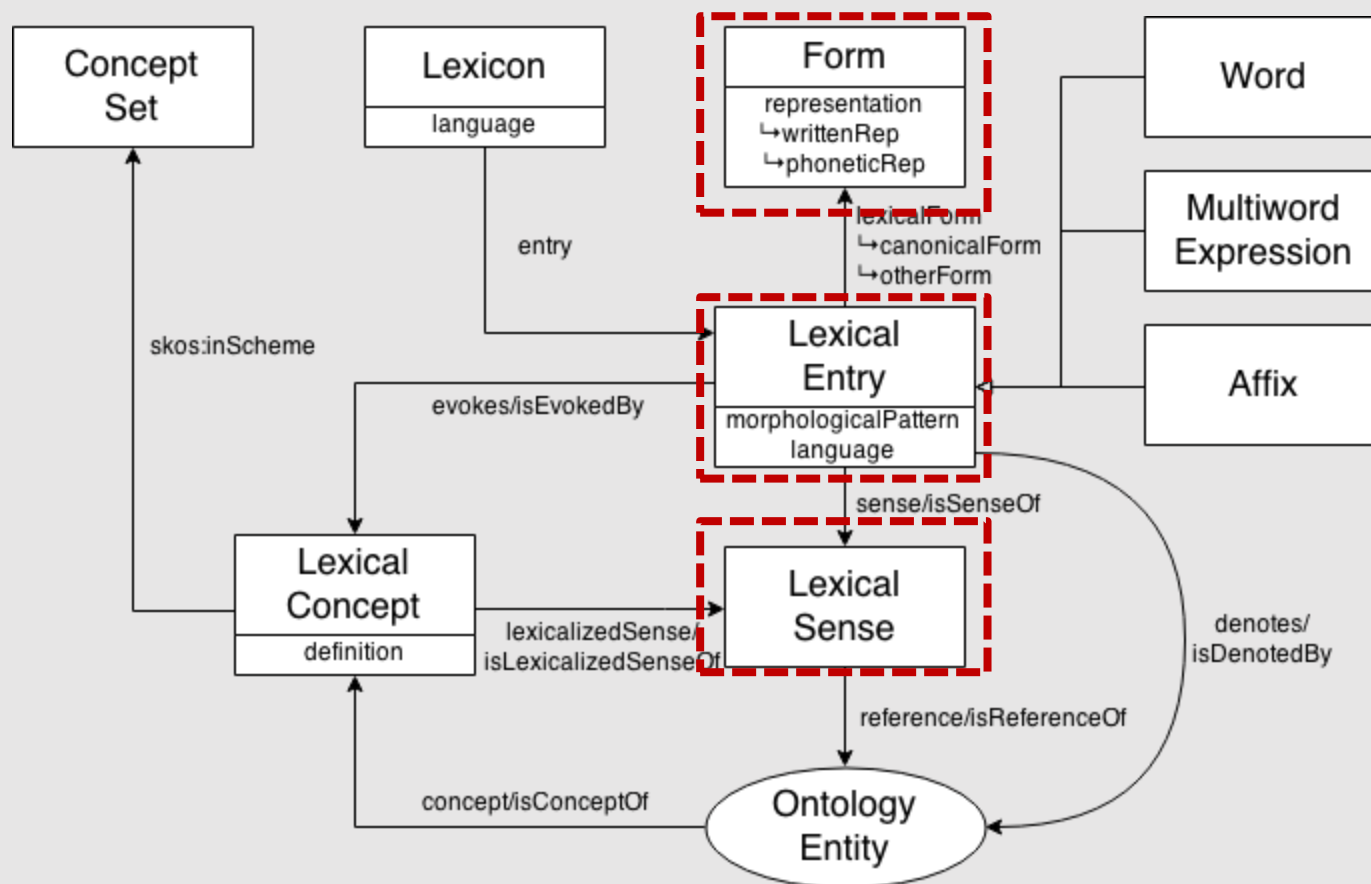 Concept
Set
Lexicon
language
Form
representation
↳writtenRep
↳phoneticRep
Word
Multiword
Expression
Affix
entry
lexicalForm
↳canonicalForm
↳otherForm
skos:inScheme
Lexical
Entry
morphologicalPattern
language
evokes/isEvokedBy
sense/isSenseOf
Lexical
Concept
definition
lexicalizedSense/
isLexicalizedSenseOf
Lexical
Sense
denotes/
isDenotedBy
reference/isReferenceOf
concept/isConceptOf
Ontology
Entity